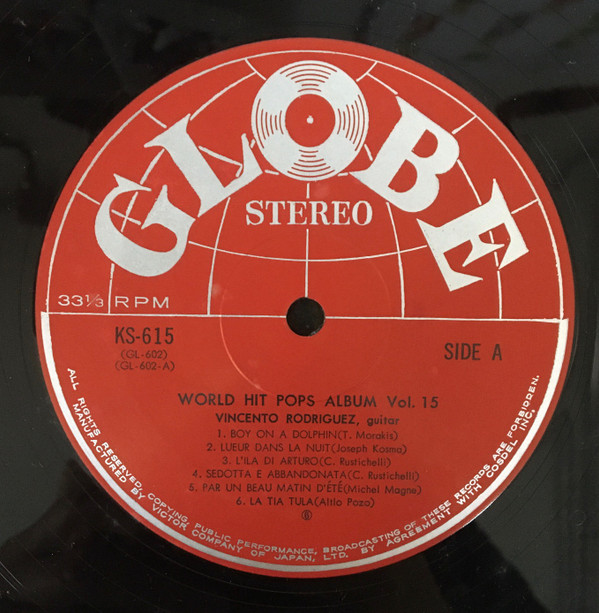 GLOBE
STEREO
33⅓ RPM
KS-615
(GL-602)
(GL-602-A)
SIDE A
WORLD HIT POPS ALBUM Vol. 15
VINCENTO RODRIGUEZ, guitar
1. BOY ON A DOLPHIN(T. Morakis)
2. LUEUR DANS LA NUIT(Joseph Kosma)
3. L'ILA DI ARTURO(C. Rustichelli)
4. SEDOTTA E ABBANDONATA(C. Rustichelli)
5. PAR UN BEAU MATIN D'ÉTÉ(Michel Magne)
6. LA TIA TULA(Altlo Pozo)
6
ALL RIGHTS RESERVED, COPYING, PUBLIC PERFORMANCE, BROADCASTING OF THESE RECORDS ARE FORBIDDEN.
MANUFACTURED BY VICTOR COMPANY OF JAPAN, LTD. BY AGREEMENT WITH GOSDEL INC.